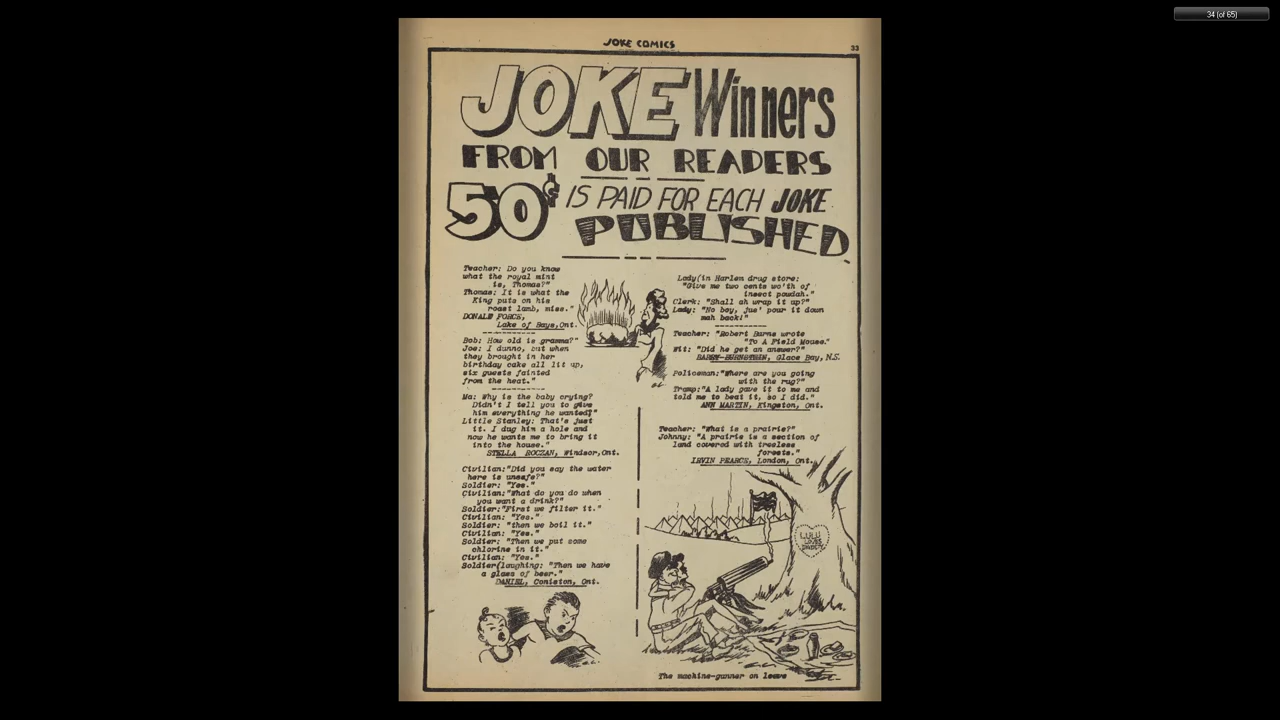 34 (of 65)
JOKE COMICS
33
JOKE Winners
FROM OUR READERS
50¢ IS PAID FOR EACH JOKE
PUBLISHED
Teacher: Do you know
what the royal mint
is, Thomas?"
Thomas: It is what the
King puts on his
roast lamb, miss."
DONALD FORCE,
Lake of Bays, Ont.
Bob: How old is gramma?"
Joe: I dunno, but when
they brought in her
birthday cake all lit up,
six guests fainted
from the heat."
Ma: Why is the baby crying?
Didn't I tell you to give
him everything he wanted?"
Little Stanley: That's just
it. I dug him a hole and
now he wants me to bring it
into the house."
STELLA ROCZAN, Windsor, Ont.
Civilian: "Did you say the water
here is unsafe?"
Soldier: "Yes."
Civilian: "What do you do when
you want a drink?"
Soldier: "First we filter it."
Civilian: "Yes."
Soldier: "then we boil it."
Civilian: "Yes."
Soldier: "Then we put some
chlorine in it."
Civilian: "Yes."
Soldier(laughing: "Then we have
a glass of beer."
DANIEL, Coniston, Ont.
Lady(in Harlem drug store:
"Give me two cents wo'th of
insect powdah."
Clerk: "Shall ah wrap it up?"
Lady: "No boy, jus' pour it down
mah back!"
Teacher: "Robert Burns wrote
"To A Field Mouse."
Wit: "Did he get an answer?"
BARRY BURNSTEIN, Glace Bay, N.S.
Policeman: "Where are you going
with the rug?"
Tramp: "A lady gave it to me and
told me to beat it, so I did."
ANN MARTIN, Kingston, Ont.
Teacher: "What is a prairie?"
Johnny: "A prairie is a section of
land covered with treeless
forests."
IRVIN PEARCE, London, Ont.
LULU
LOVES
The machine-gunner on leave